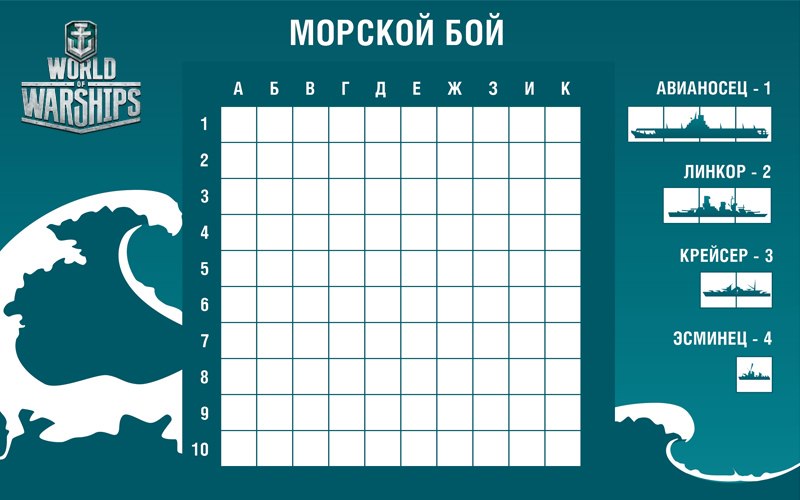 МОРСКОЙ БОЙ
WORLD
OF
WARSHIPS
А Б В Г Д Е Ж З И К
1
2
3
4
5
6
7
8
9
10
АВИАНОСЕЦ - 1
ЛИНКОР - 2
КРЕЙСЕР - 3
ЭСМИНЕЦ - 4